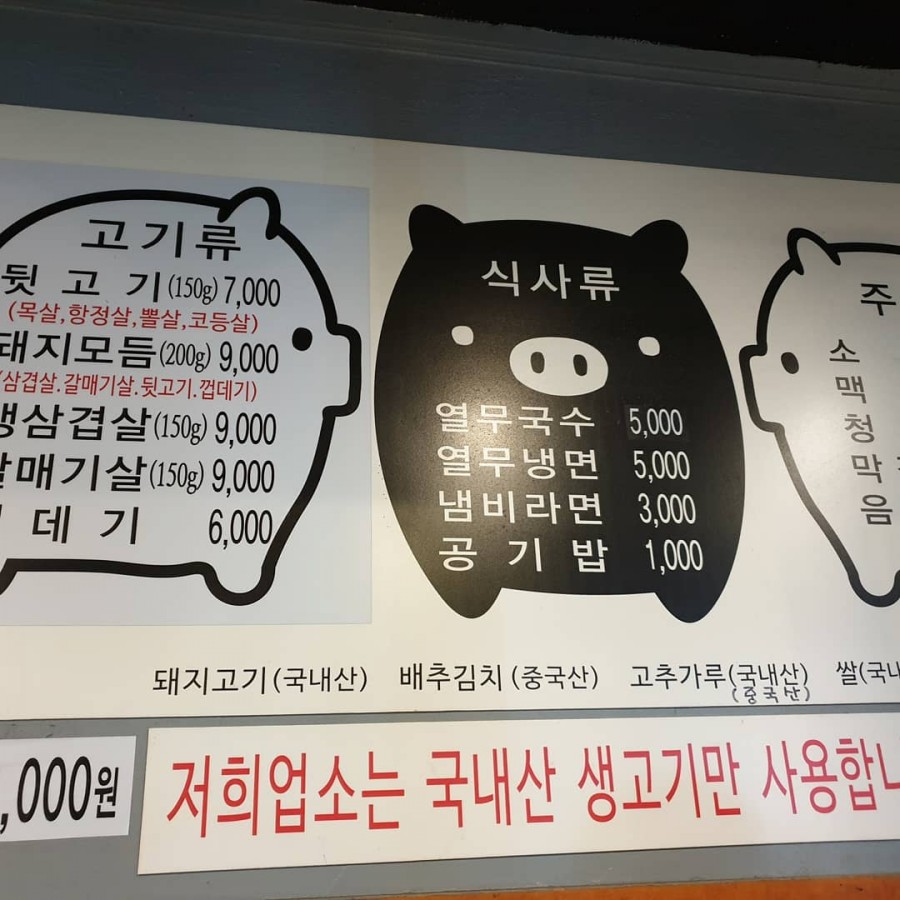 고기류
뒷 고 기(150g) 7,000
(목살,항정살,뽈살,코등살)
돼지모듬(200g) 9,000
(삼겹살.갈매기살.뒷고기.껍데기)
생삼겹살(150g) 9,000
갈매기살(150g) 9,000
데 기 6,000
식사류
열무국수 5,000
열무냉면 5,000
냄비라면 3,000
공 기 밥 1,000
주
소
맥
청
막
음
돼지고기(국내산) 배추김치(중국산) 고추가루(국내산) 쌀(국내
(중국산)
,000원
저희업소는 국내산 생고기만 사용합니